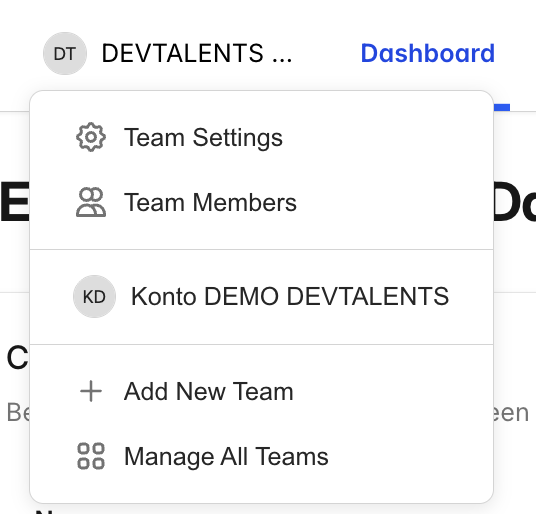 DT DEVTALENTS ... Dashboard
Team Settings
Team Members
KD Konto DEMO DEVTALENTS
Add New Team
Manage All Teams